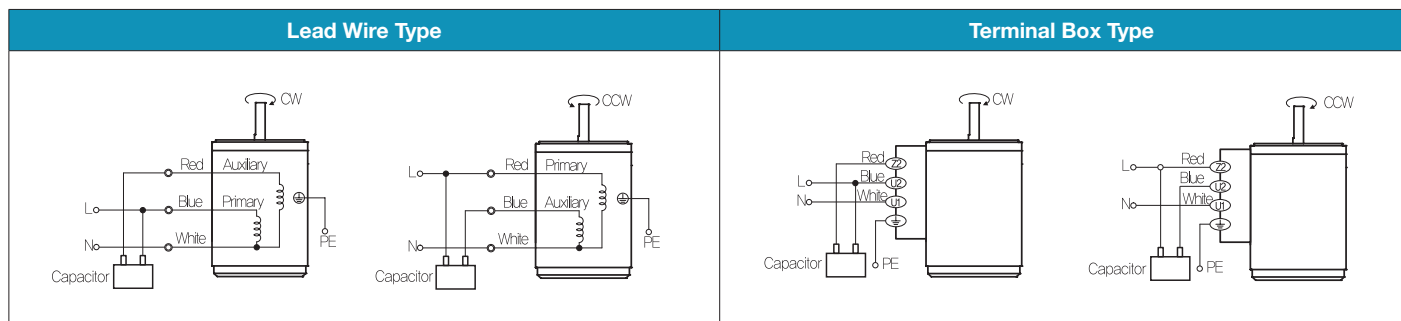 Lead Wire Type
Terminal Box Type
CW
Red Auxiliary
L Blue Primary
N White
PE
Capacitor
CCW
L Red Primary
Blue Auxiliary
N White
PE
Capacitor
CW
Red Z2
L Blue U2
N White U1
Capacitor PE
CCW
L Red Z2
Blue U2
N White U1
Capacitor PE